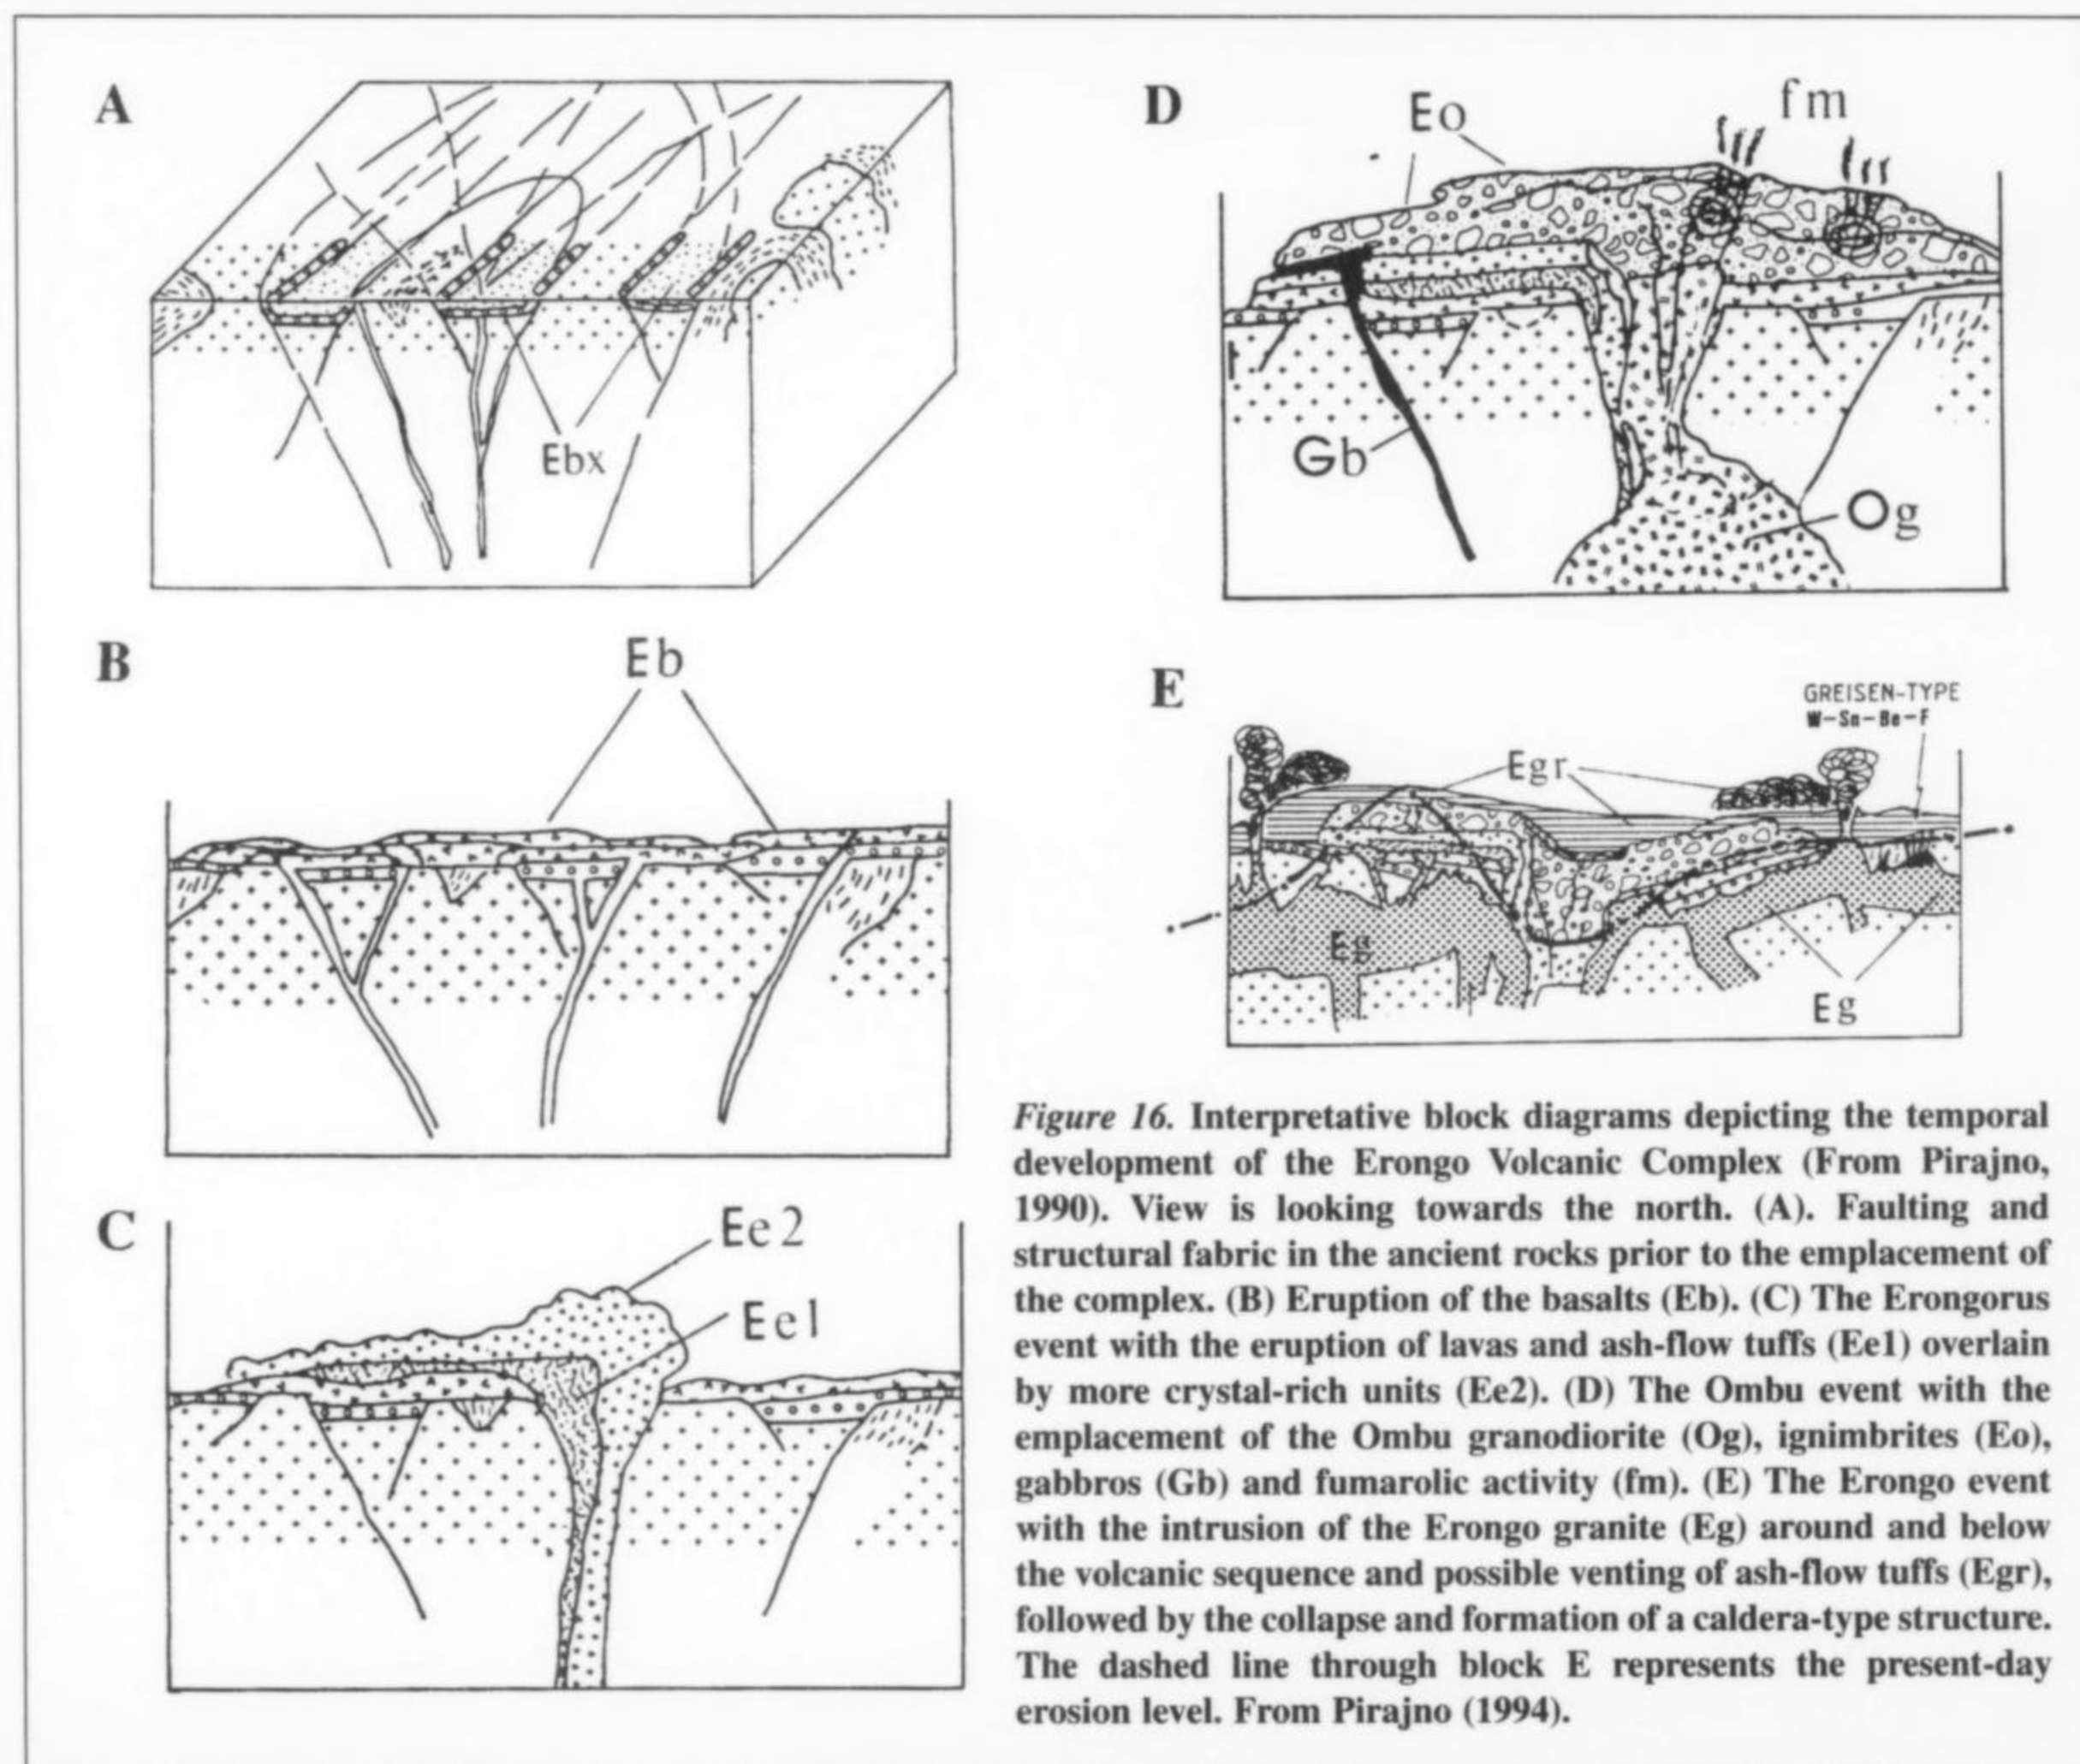 A
Ebx
B
Eb
C
Ee2
Ee1
D
Eo
fm
Gb
Og
E
GREISEN-TYPE
W-Sn-Be-F
Egr
Eg
Eg
Figure 16. Interpretative block diagrams depicting the temporal
development of the Erongo Volcanic Complex (From Pirajno,
1990). View is looking towards the north. (A). Faulting and
structural fabric in the ancient rocks prior to the emplacement of
the complex. (B) Eruption of the basalts (Eb). (C) The Erongorus
event with the eruption of lavas and ash-flow tuffs (Ee1) overlain
by more crystal-rich units (Ee2). (D) The Ombu event with the
emplacement of the Ombu granodiorite (Og), ignimbrites (Eo),
gabbros (Gb) and fumarolic activity (fm). (E) The Erongo event
with the intrusion of the Erongo granite (Eg) around and below
the volcanic sequence and possible venting of ash-flow tuffs (Egr),
followed by the collapse and formation of a caldera-type structure.
The dashed line through block E represents the present-day
erosion level. From Pirajno (1994).